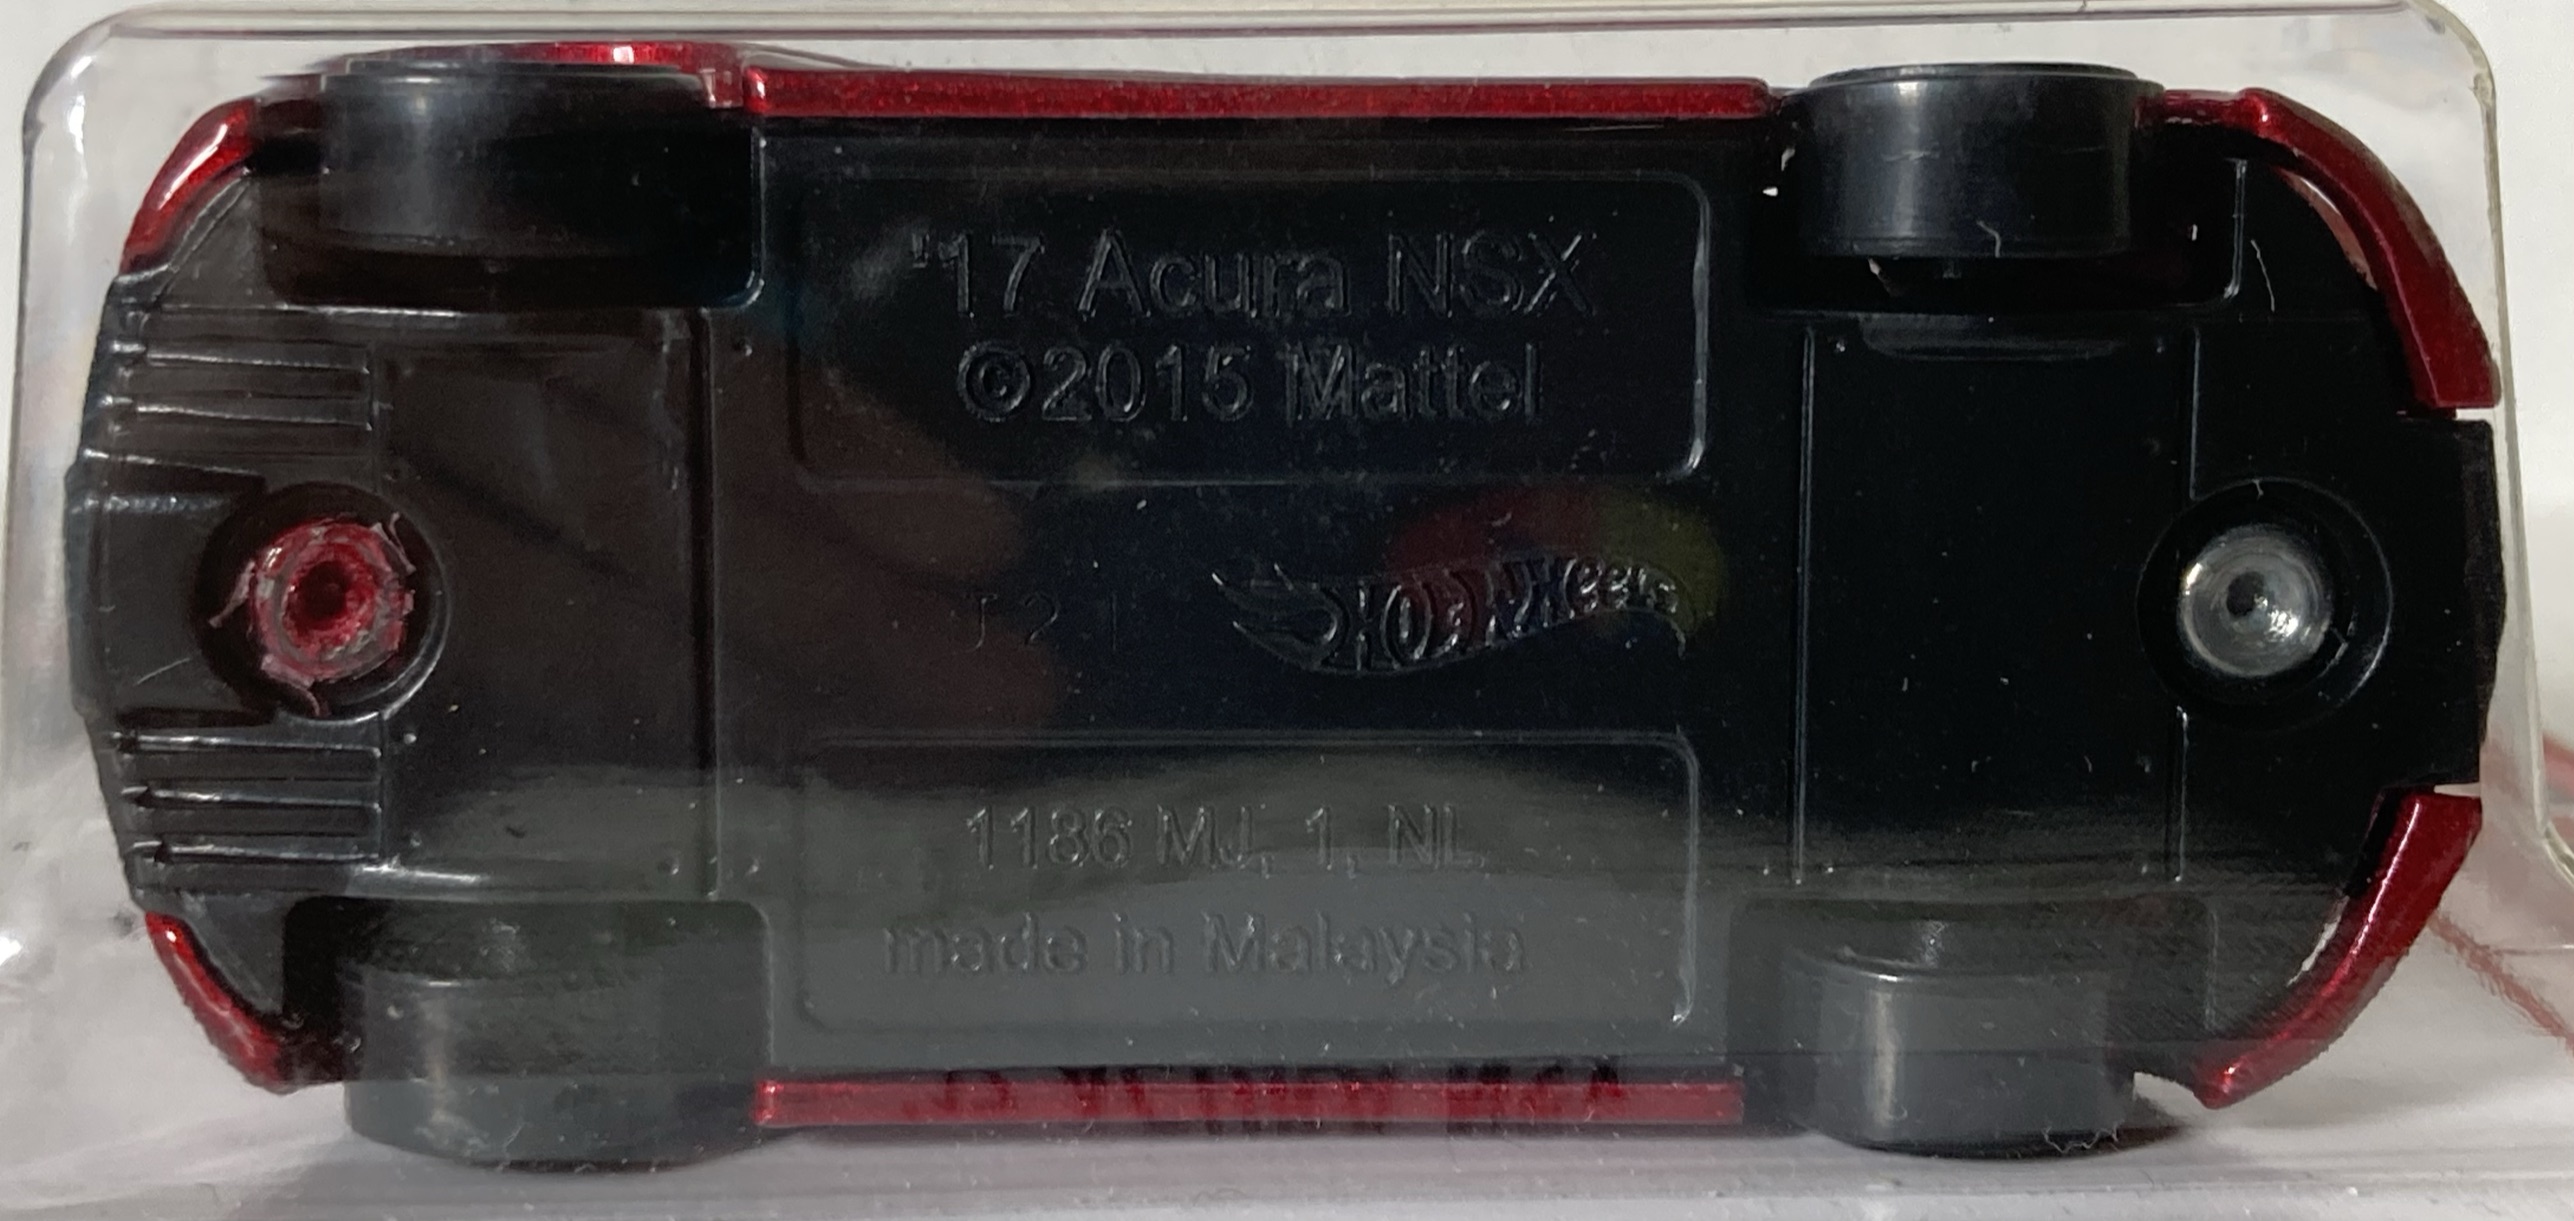 '17 Acura NSX
©2015 Mattel
J21 Hot Wheels
1186 MJ, 1, NL
made in Malaysia